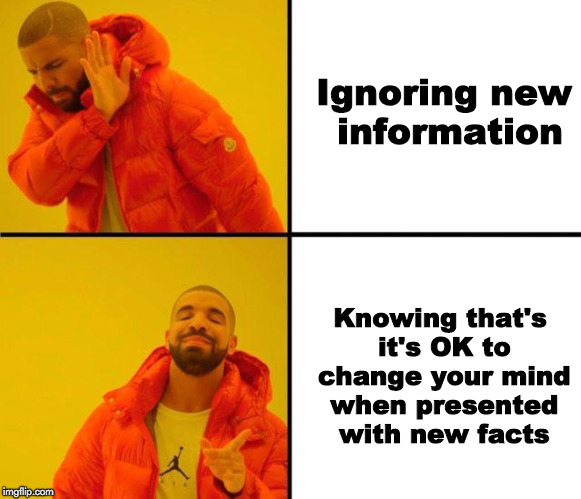 Ignoring new
information
Knowing that's
it's OK to
change your mind
when presented
with new facts
imgflip.com